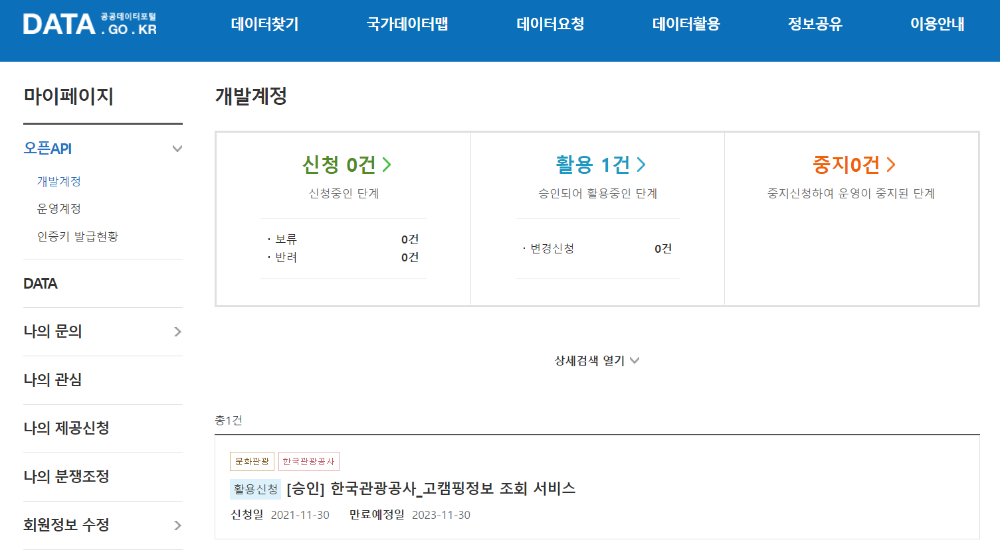 DATA 공공데이터포털
.GO.KR
데이터찾기 국가데이터맵 데이터요청 데이터활용 정보공유 이용안내
마이페이지
오픈API
개발계정
운영계정
인증키 발급현황
DATA
나의 문의
나의 관심
나의 제공신청
나의 분쟁조정
회원정보 수정
개발계정
신청 0건
신청중인 단계
· 보류 0건
· 반려 0건
활용 1건
승인되어 활용중인 단계
· 변경신청 0건
중지0건
중지신청하여 운영이 중지된 단계
상세검색 열기
총1건
문화관광 한국관광공사
활용신청 [승인] 한국관광공사_고캠핑정보 조회 서비스
신청일 2021-11-30 만료예정일 2023-11-30